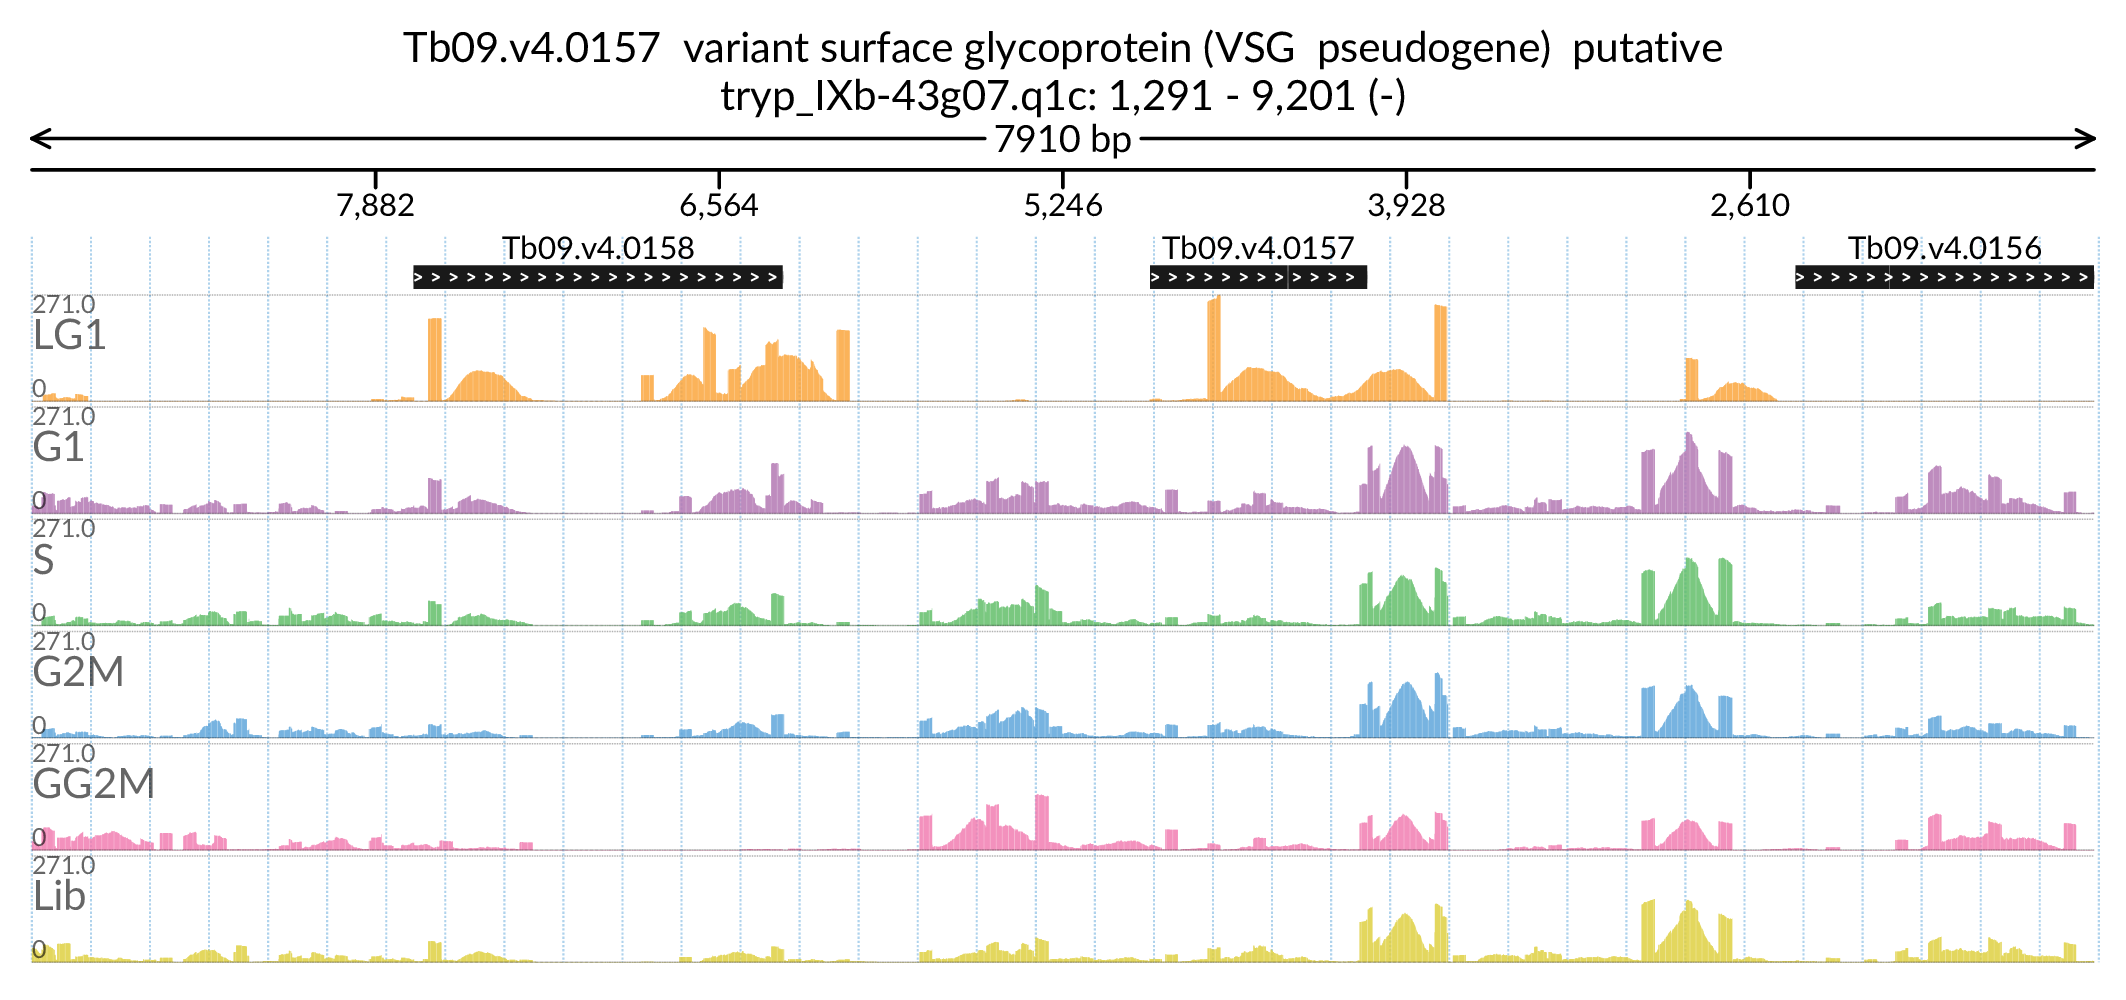 Tb09.v4.0157  variant surface glycoprotein (VSG  pseudogene)  putative
tryp_IXb-43g07.q1c: 1,291 - 9,201 (-)
7910 bp
7,882 6,564 5,246 3,928 2,610
Tb09.v4.0158 Tb09.v4.0157 Tb09.v4.0156
271.0
LG1
0
271.0
G1
0
271.0
S
0
271.0
G2M
0
271.0
GG2M
0
271.0
Lib
0